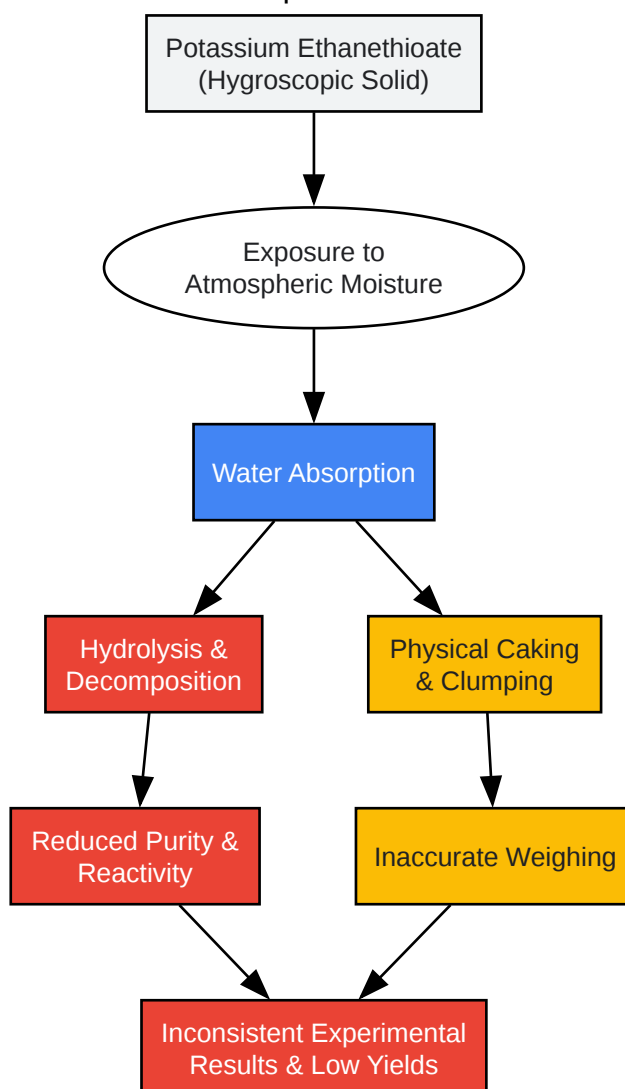 Potassium Ethanethioate
(Hygroscopic Solid)
Exposure to
Atmospheric Moisture
Water Absorption
Hydrolysis &
Decomposition
Physical Caking
& Clumping
Reduced Purity &
Reactivity
Inaccurate Weighing
Inconsistent Experimental
Results & Low Yields